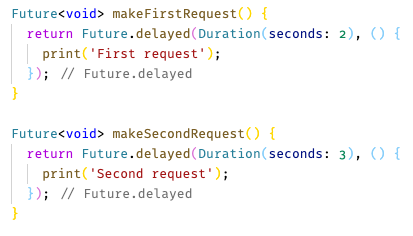 Future<void> makeFirstRequest() {
  return Future.delayed(Duration(seconds: 2), () {
    print('First request');
  }); // Future.delayed
}

Future<void> makeSecondRequest() {
  return Future.delayed(Duration(seconds: 3), () {
    print('Second request');
  }); // Future.delayed
}